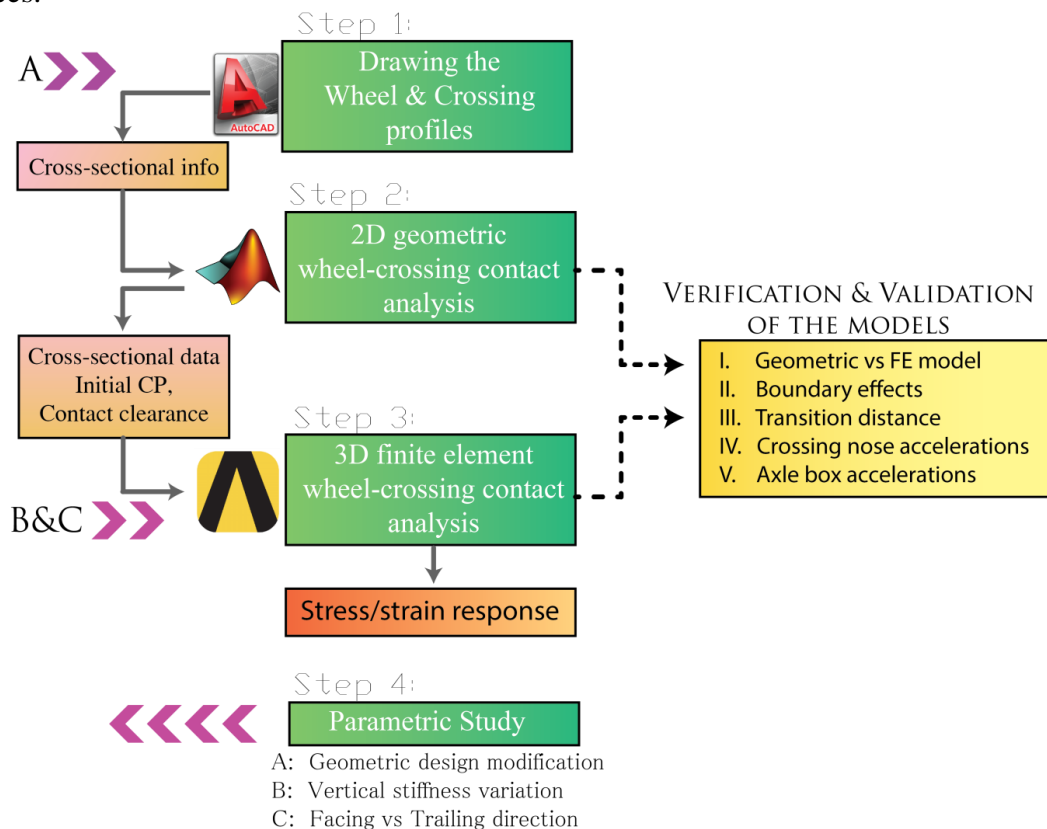 Step 1:
A
Drawing the
Wheel & Crossing
profiles
A
AutoCAD
Cross-sectional info
Step 2:
2D geometric
wheel-crossing contact
analysis
VERIFICATION & VALIDATION
OF THE MODELS
I. Geometric vs FE model
II. Boundary effects
III. Transition distance
IV. Crossing nose accelerations
V. Axle box accelerations
Cross-sectional data
Initial CP,
Contact clearance
Step 3:
3D finite element
wheel-crossing contact
analysis
B&C
Stress/strain response
Step 4:
Parametric Study
A: Geometric design modification
B: Vertical stiffness variation
C: Facing vs Trailing direction